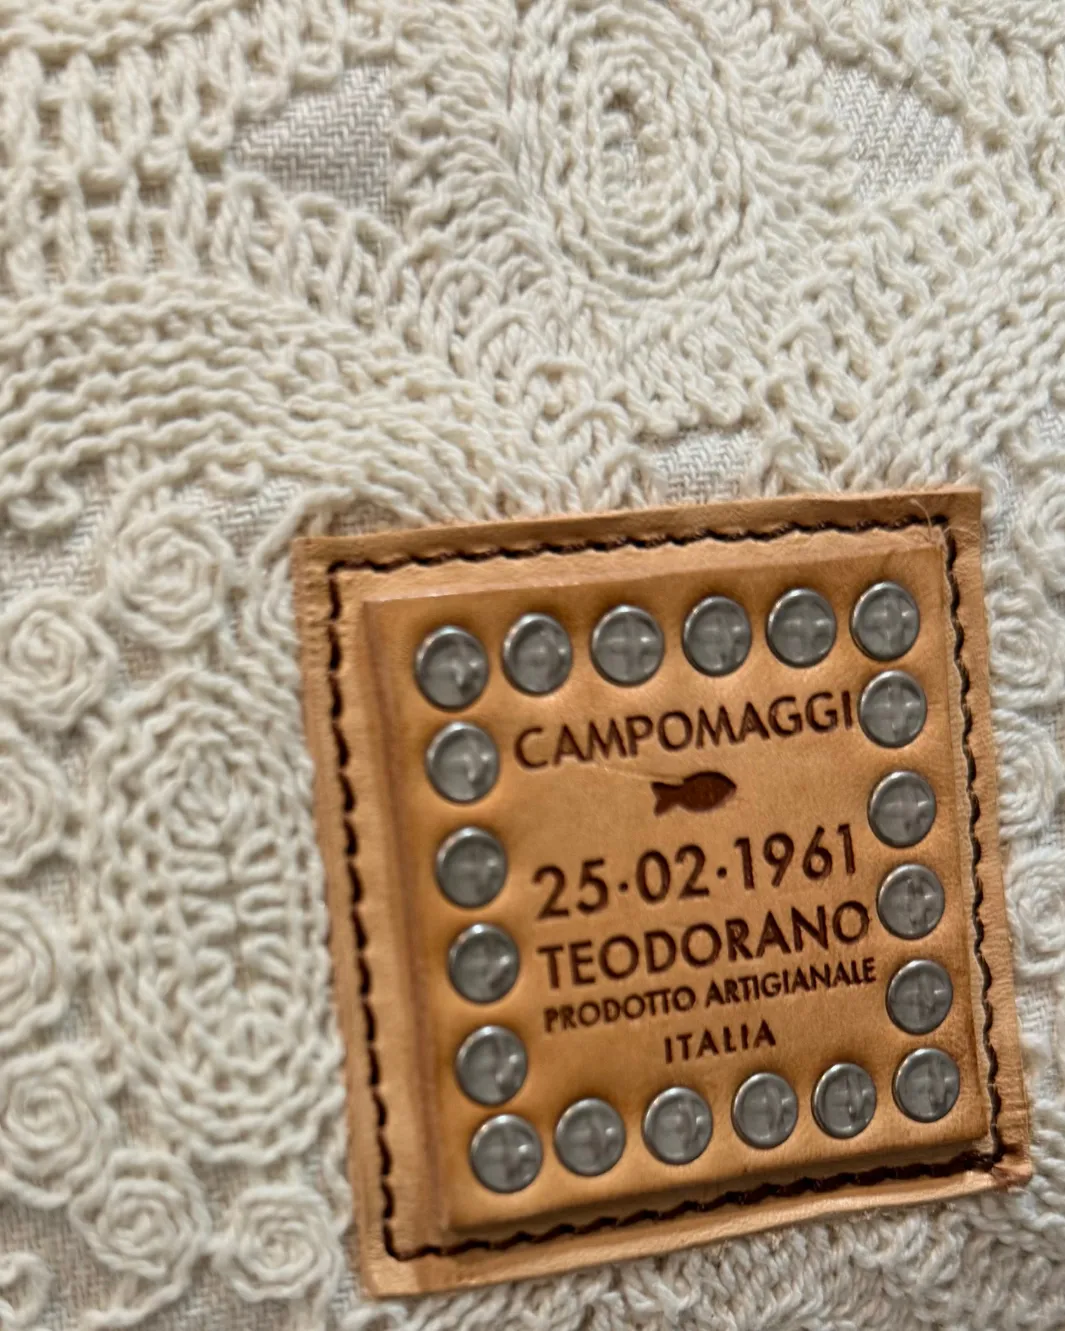 CAMPOMAGGI
25·02·1961
TEODORANO
PRODOTTO ARTIGIANALE
ITALIA